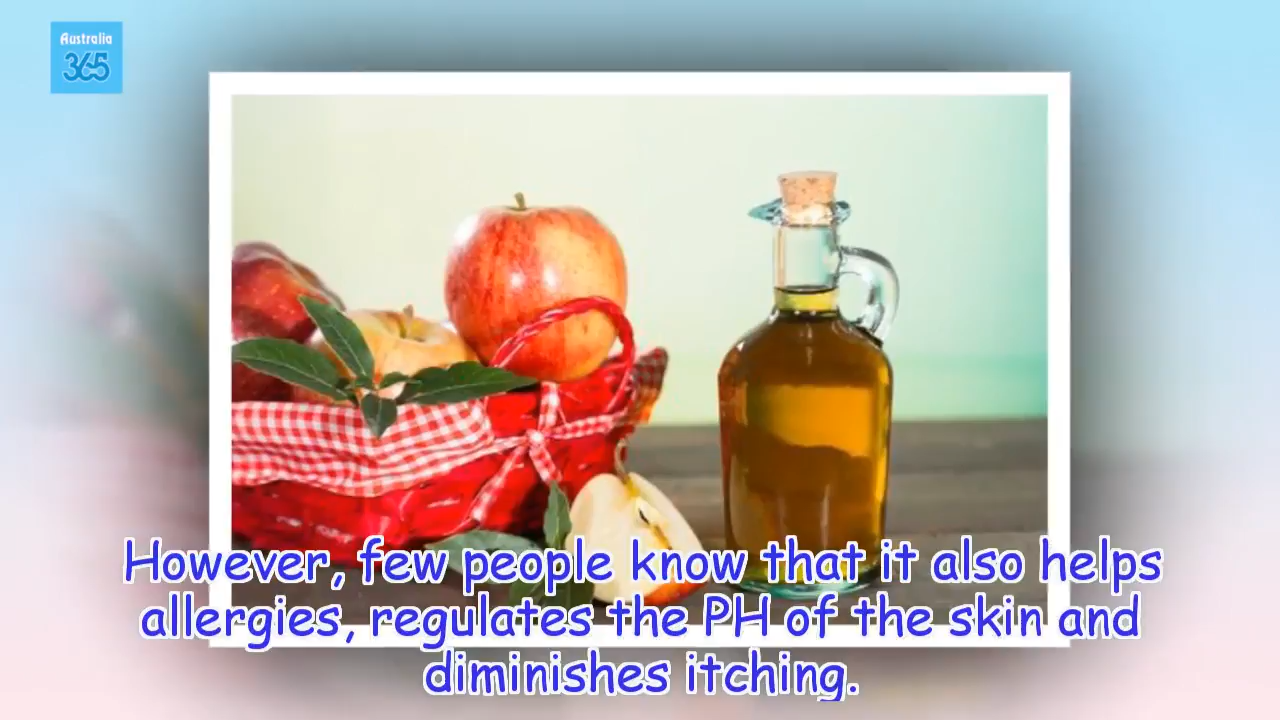 Australia
365
However, few people know that it also helps
allergies, regulates the PH of the skin and
diminishes itching.